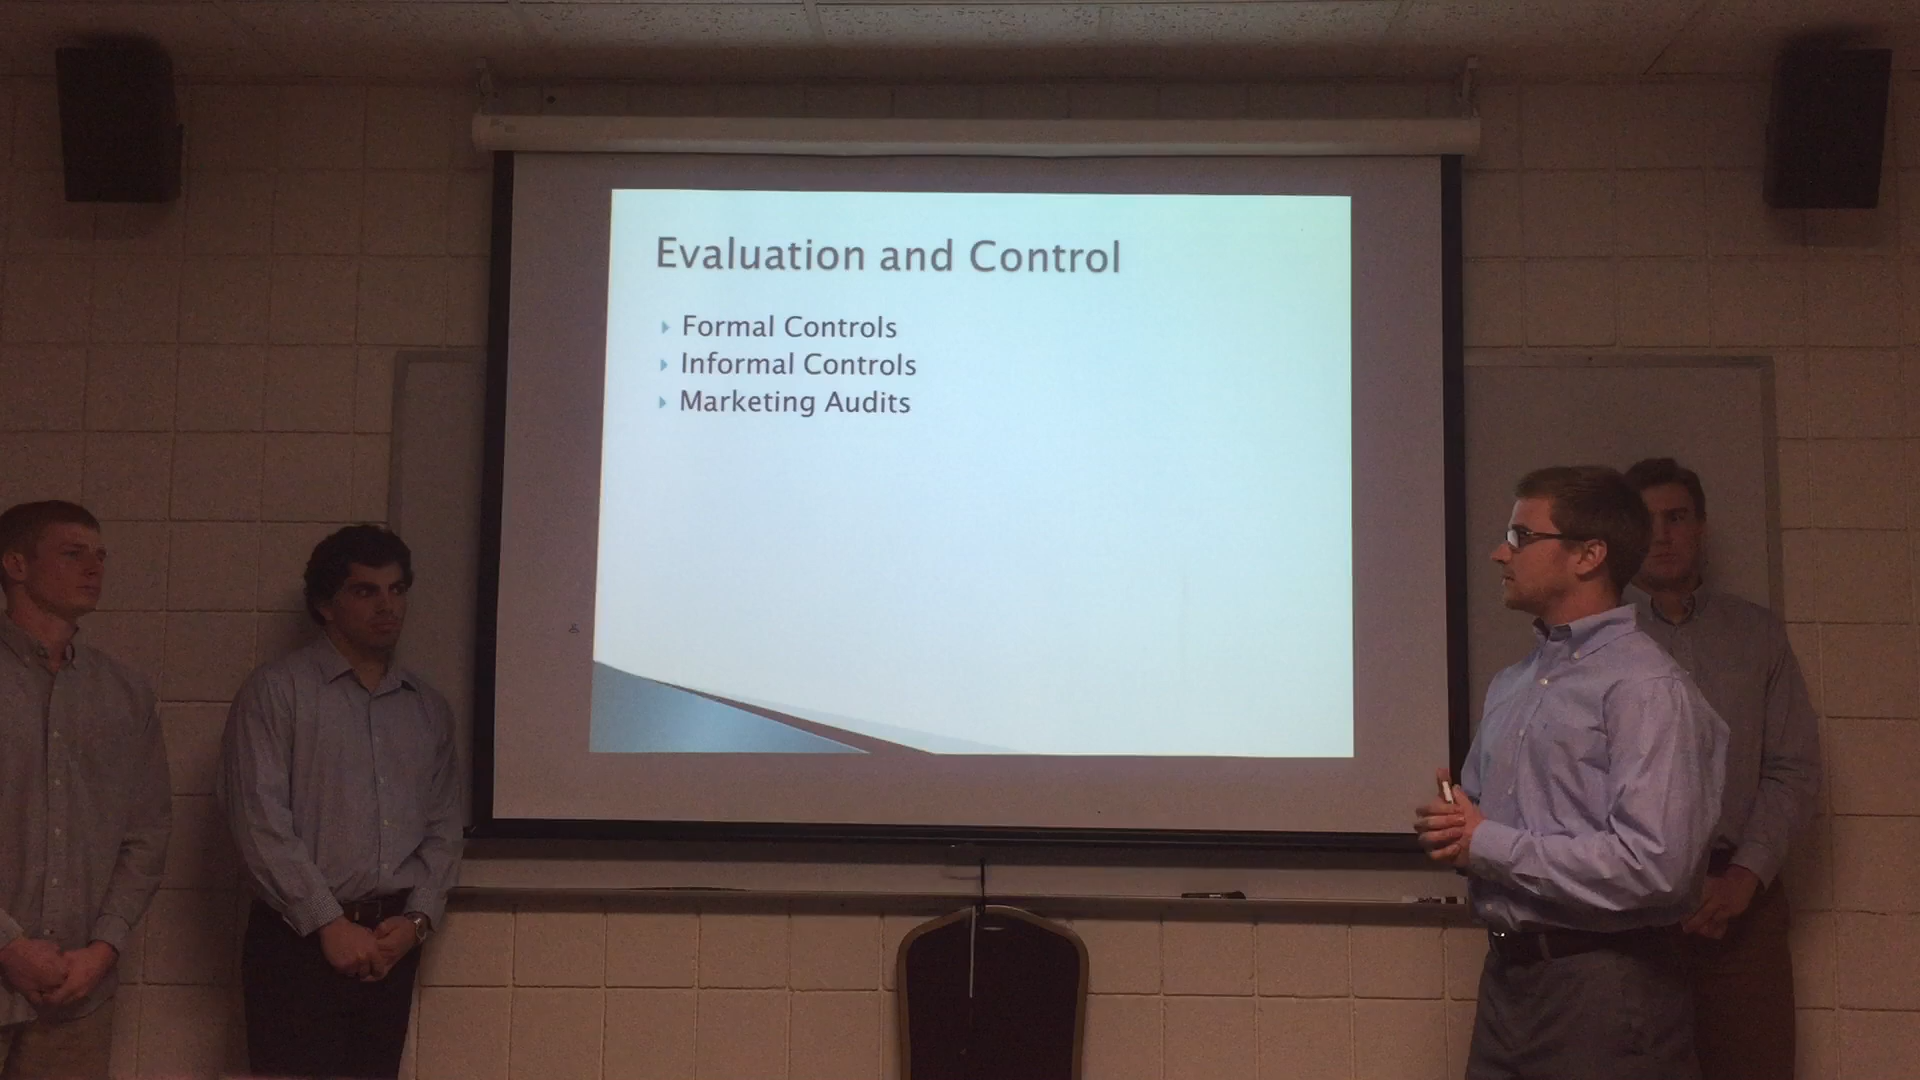 Evaluation and Control
Formal Controls
Informal Controls
Marketing Audits